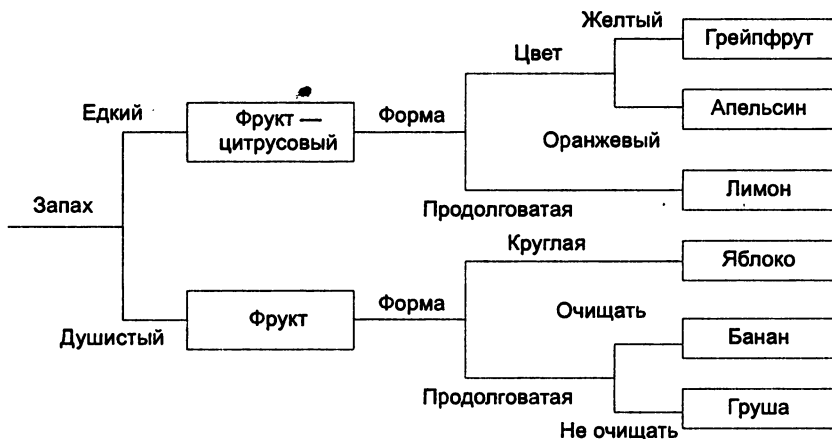 Желтый
Грейпфрут
Цвет
Едкий
Фрукт —
цитрусовый
Форма
Апельсин
Оранжевый
Запах
Продолговатая
Лимон
Круглая
Яблоко
Душистый
Фрукт
Форма
Очищать
Банан
Продолговатая
Груша
Не очищать